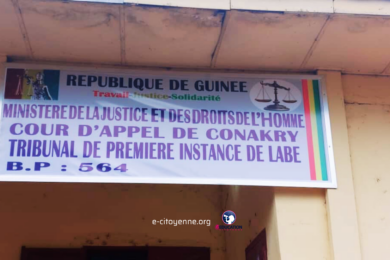 REPUBLIQUE DE GUINEE
Travail-Justice-Solidarité
MINISTERE DE LA JUSTICE ET DES DROITS DE L'HOMME
COUR D'APPEL DE CONAKRY
TRIBUNAL DE PREMIERE INSTANCE DE LABE
B.P : 564
e-citoyenne.org